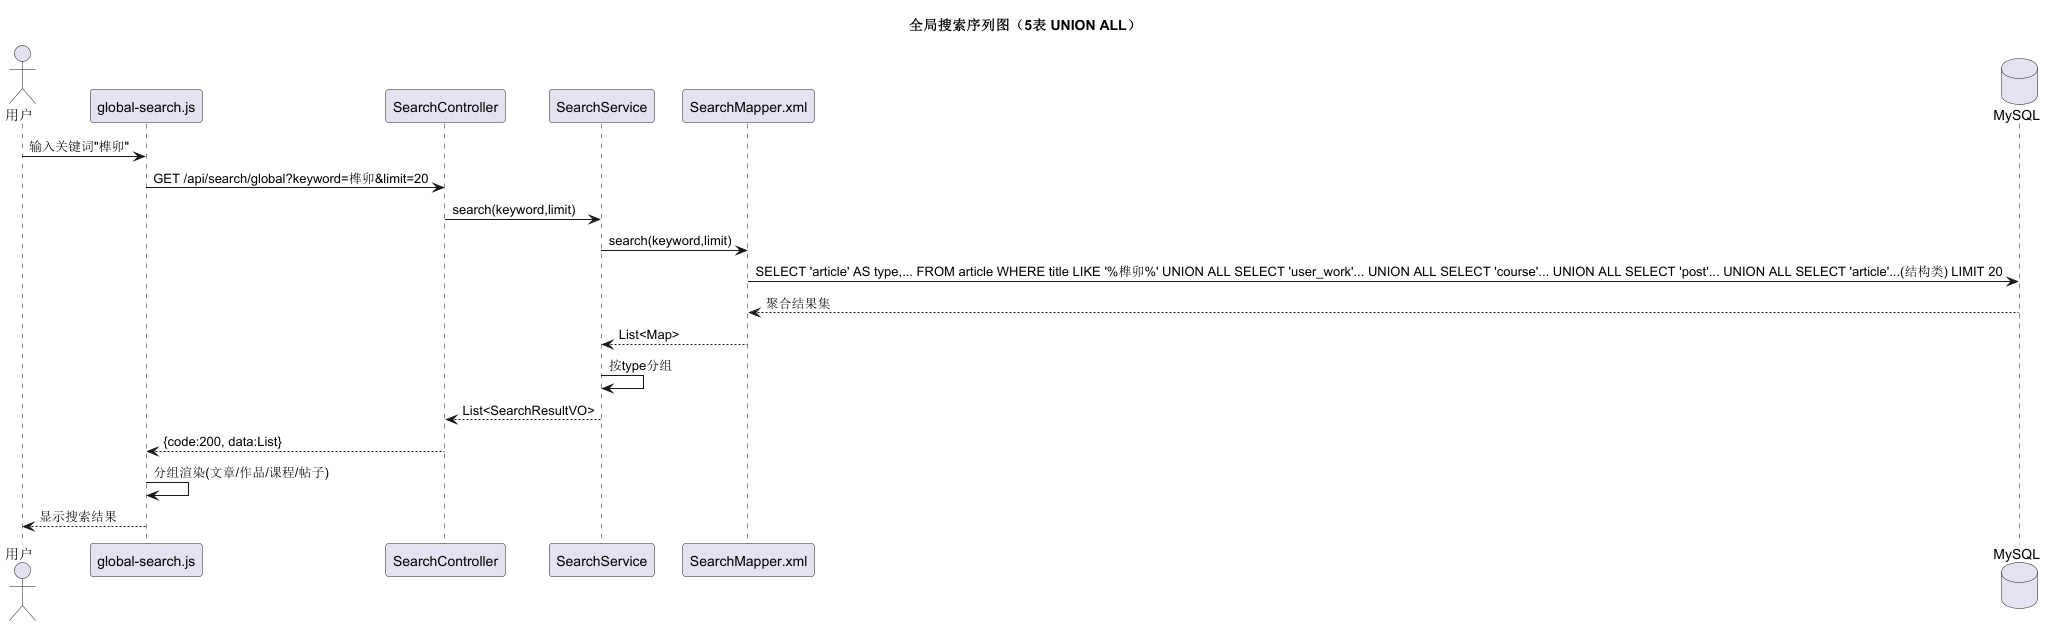 全局搜索序列图（5表 UNION ALL）
用户
global-search.js
SearchController
SearchService
SearchMapper.xml
MySQL
输入关键词"榫卯"
GET /api/search/global?keyword=榫卯&limit=20
search(keyword,limit)
search(keyword,limit)
SELECT 'article' AS type,... FROM article WHERE title LIKE '%榫卯%' UNION ALL SELECT 'user_work'... UNION ALL SELECT 'course'... UNION ALL SELECT 'post'... UNION ALL SELECT 'article'...(结构类) LIMIT 20
聚合结果集
List<Map>
按type分组
List<SearchResultVO>
{code:200, data:List}
分组渲染(文章/作品/课程/帖子)
显示搜索结果
用户
global-search.js
SearchController
SearchService
SearchMapper.xml
MySQL